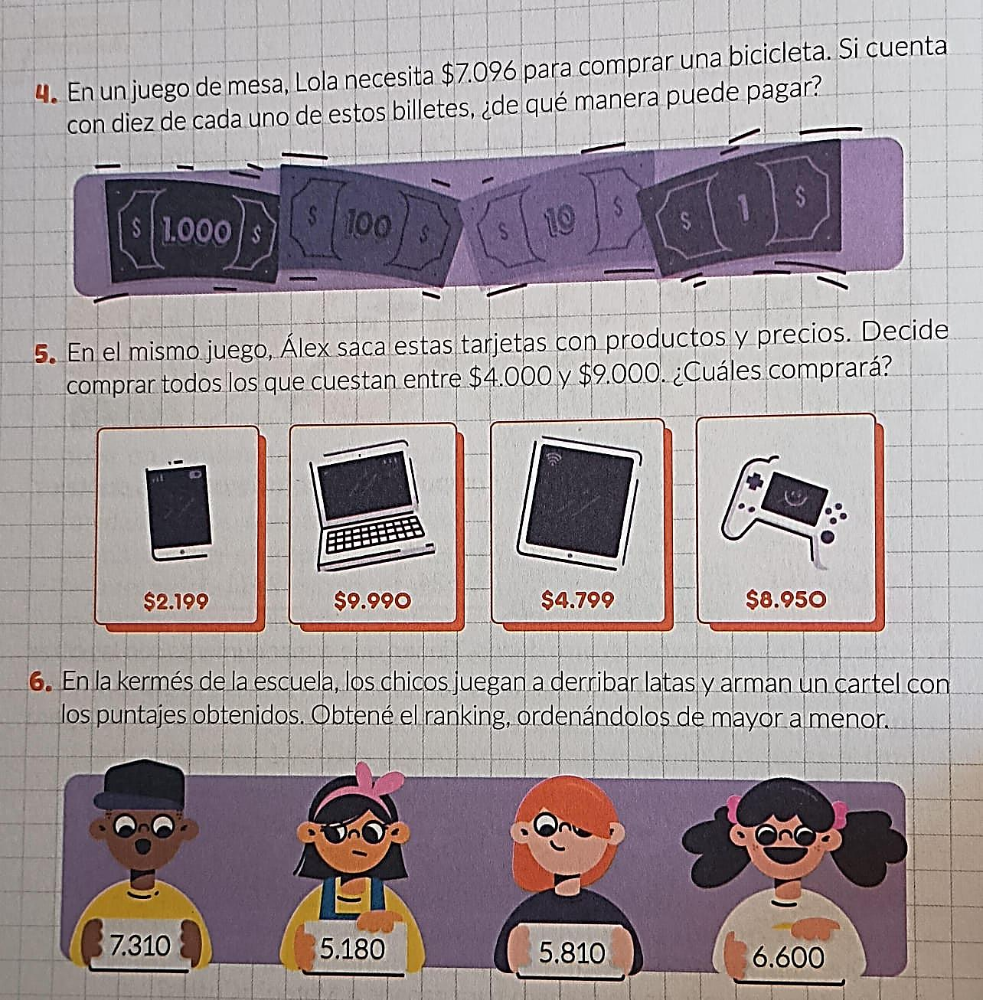 4. En un juego de mesa, Lola necesita $7.096 para comprar una bicicleta. Si cuenta
con diez de cada uno de estos billetes, ¿de qué manera puede pagar?
$ 1.000 $
$ 100 $
$ 10 $
$ 1 $
5. En el mismo juego, Álex saca estas tarjetas con productos y precios. Decide
comprar todos los que cuestan entre $4.000 y $9.000. ¿Cuáles comprará?
$2.199
$9.990
$4.799
$8.950
6. En la kermés de la escuela, los chicos juegan a derribar latas y arman un cartel con
los puntajes obtenidos. Obtené el ranking, ordenándolos de mayor a menor.
7.310
5.180
5.810
6.600